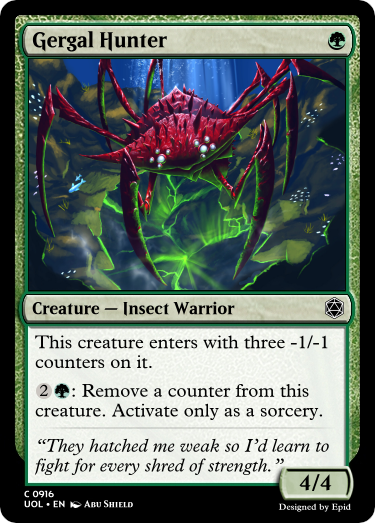 Gergal Hunter
Creature — Insect Warrior
This creature enters with three -1/-1
counters on it.
2: Remove a counter from this
creature. Activate only as a sorcery.
“They hatched me weak so I’d learn to
fight for every shred of strength.”
4/4
C 0916
UOL • EN Abu Shield
Designed by Epid